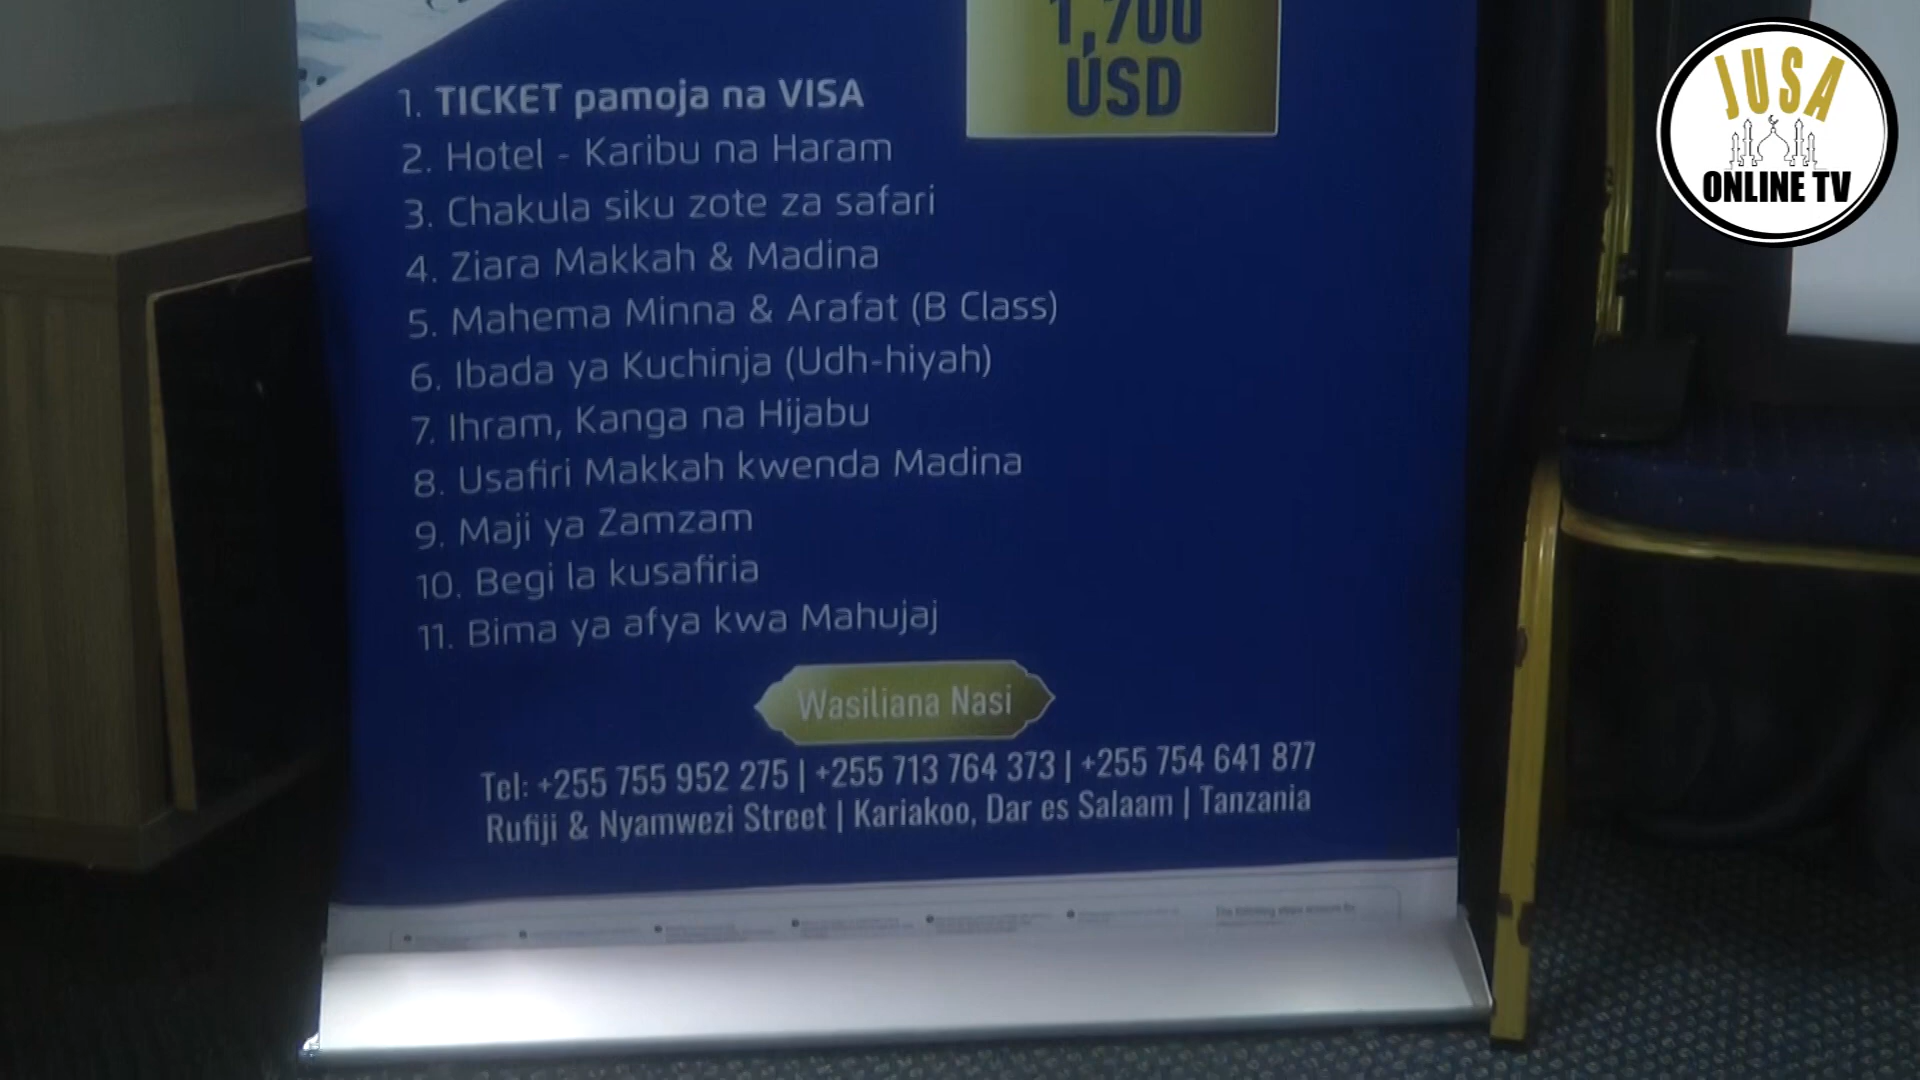 1,700
USD
1. TICKET pamoja na VISA
2. Hotel - Karibu na Haram
3. Chakula siku zote za safari
4. Ziara Makkah & Madina
5. Mahema Minna & Arafat (B Class)
6. Ibada ya Kuchinja (Udh-hiyah)
7. Ihram, Kanga na Hijabu
8. Usafiri Makkah kwenda Madina
9. Maji ya Zamzam
10. Begi la kusafiria
11. Bima ya afya kwa Mahujaj
Wasiliana Nasi
Tel: +255 755 952 275 | +255 713 764 373 | +255 754 641 877
Rufiji & Nyamwezi Street | Kariakoo, Dar es Salaam | Tanzania
JUSA
ONLINE TV